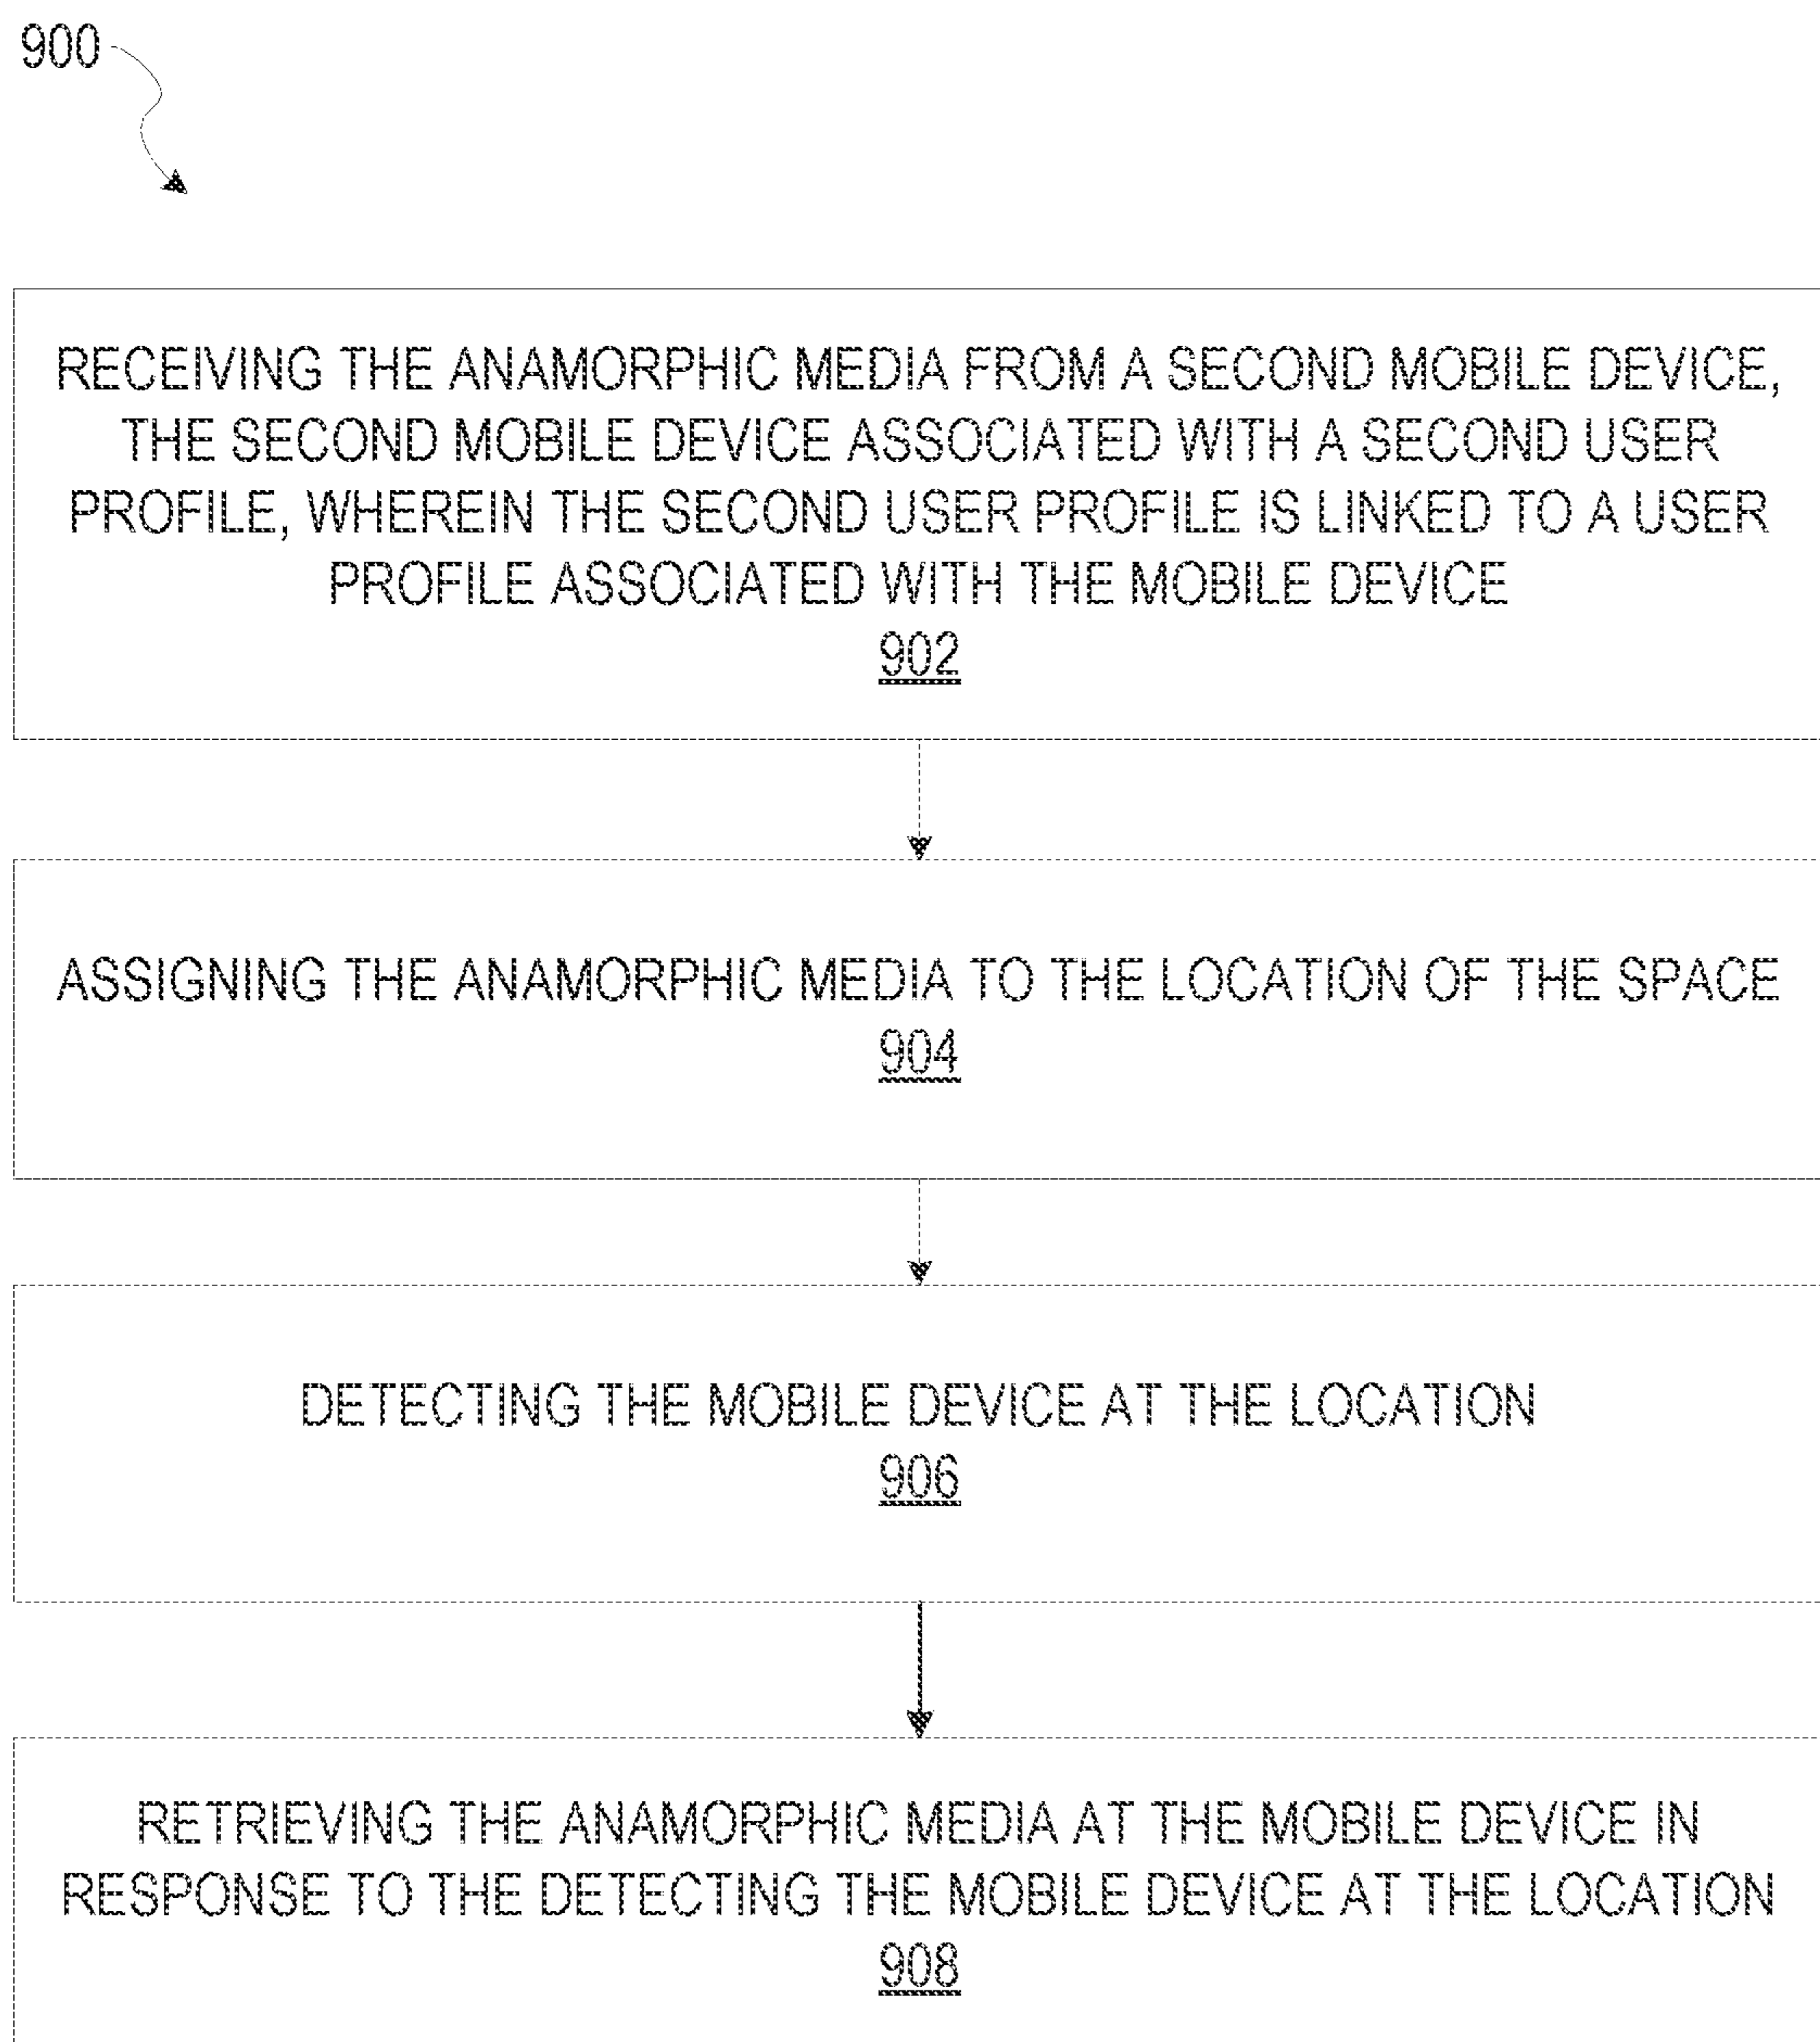 900
RECEIVING THE ANAMORPHIC MEDIA FROM A SECOND MOBILE DEVICE,
THE SECOND MOBILE DEVICE ASSOCIATED WITH A SECOND USER
PROFILE, WHEREIN THE SECOND USER PROFILE IS LINKED TO A USER
PROFILE ASSOCIATED WITH THE MOBILE DEVICE
902
ASSIGNING THE ANAMORPHIC MEDIA TO THE LOCATION OF THE SPACE
904
DETECTING THE MOBILE DEVICE AT THE LOCATION
906
RETRIEVING THE ANAMORPHIC MEDIA AT THE MOBILE DEVICE IN
RESPONSE TO THE DETECTING THE MOBILE DEVICE AT THE LOCATION
908